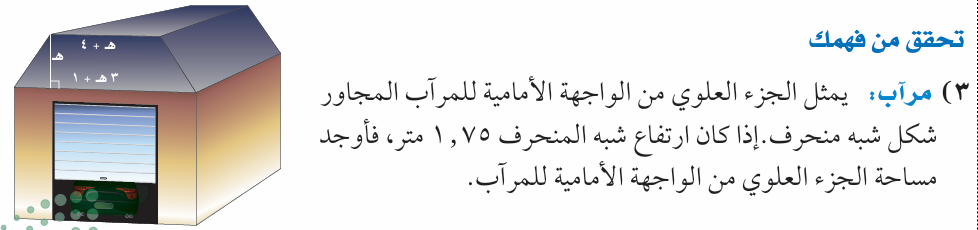 تحقق من فهمك
٣) مرآب: يمثل الجزء العلوي من الواجهة الأمامية للمرآب المجاور
شكل شبه منحرف. إذا كان ارتفاع شبه المنحرف ١,٧٥ متر، فأوجد
مساحة الجزء العلوي من الواجهة الأمامية للمرآب.
هـ + ٤
هـ
٣ هـ + ١